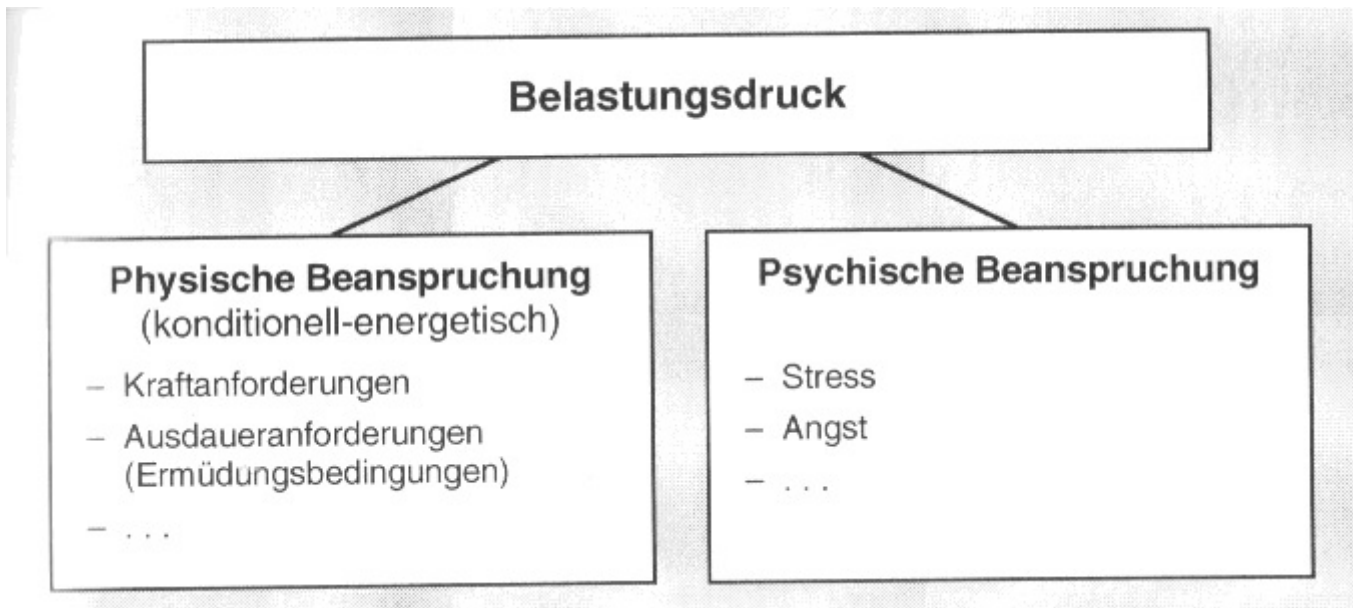 Belastungsdruck
Physische Beanspruchung
(konditionell-energetisch)
– Kraftanforderungen
– Ausdaueranforderungen
(Ermüdungsbedingungen)
– . . .
Psychische Beanspruchung
– Stress
– Angst
– . . .